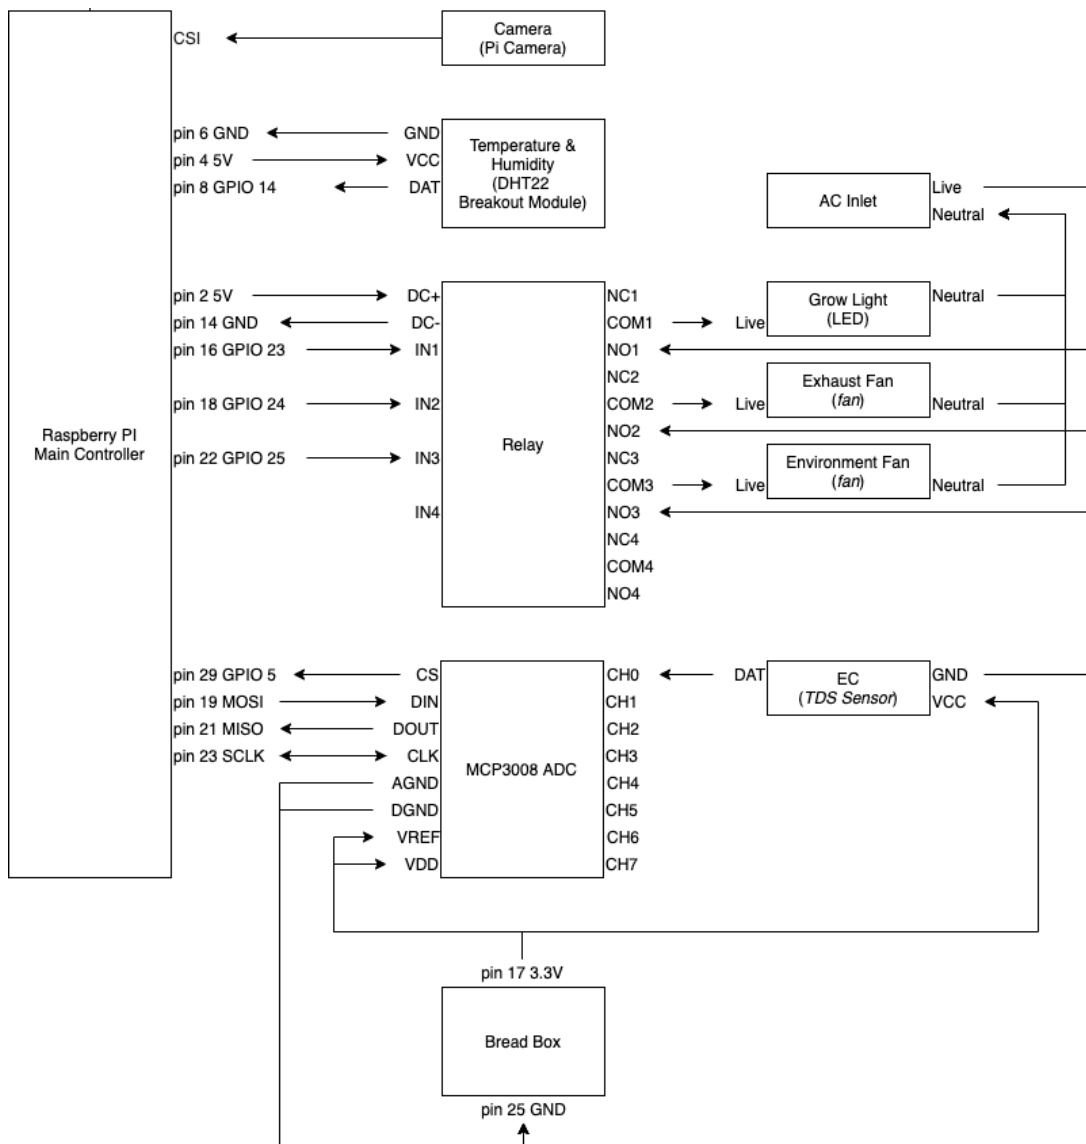 CSI
Camera
(Pi Camera)
pin 6 GND
GND
pin 4 5V
VCC
pin 8 GPIO 14
DAT
Temperature &
Humidity
(DHT22
Breakout Module)
AC Inlet
Live
Neutral
pin 2 5V
DC+
pin 14 GND
DC-
pin 16 GPIO 23
IN1
pin 18 GPIO 24
IN2
pin 22 GPIO 25
IN3
IN4
Raspberry PI
Main Controller
Relay
NC1
COM1
NO1
NC2
COM2
NO2
NC3
COM3
NO3
NC4
COM4
NO4
Live
Grow Light
(LED)
Neutral
Live
Exhaust Fan
(fan)
Neutral
Live
Environment Fan
(fan)
Neutral
pin 29 GPIO 5
CS
pin 19 MOSI
DIN
pin 21 MISO
DOUT
pin 23 SCLK
CLK
AGND
DGND
VREF
VDD
MCP3008 ADC
CH0
CH1
CH2
CH3
CH4
CH5
CH6
CH7
DAT
EC
(TDS Sensor)
GND
VCC
pin 17 3.3V
Bread Box
pin 25 GND